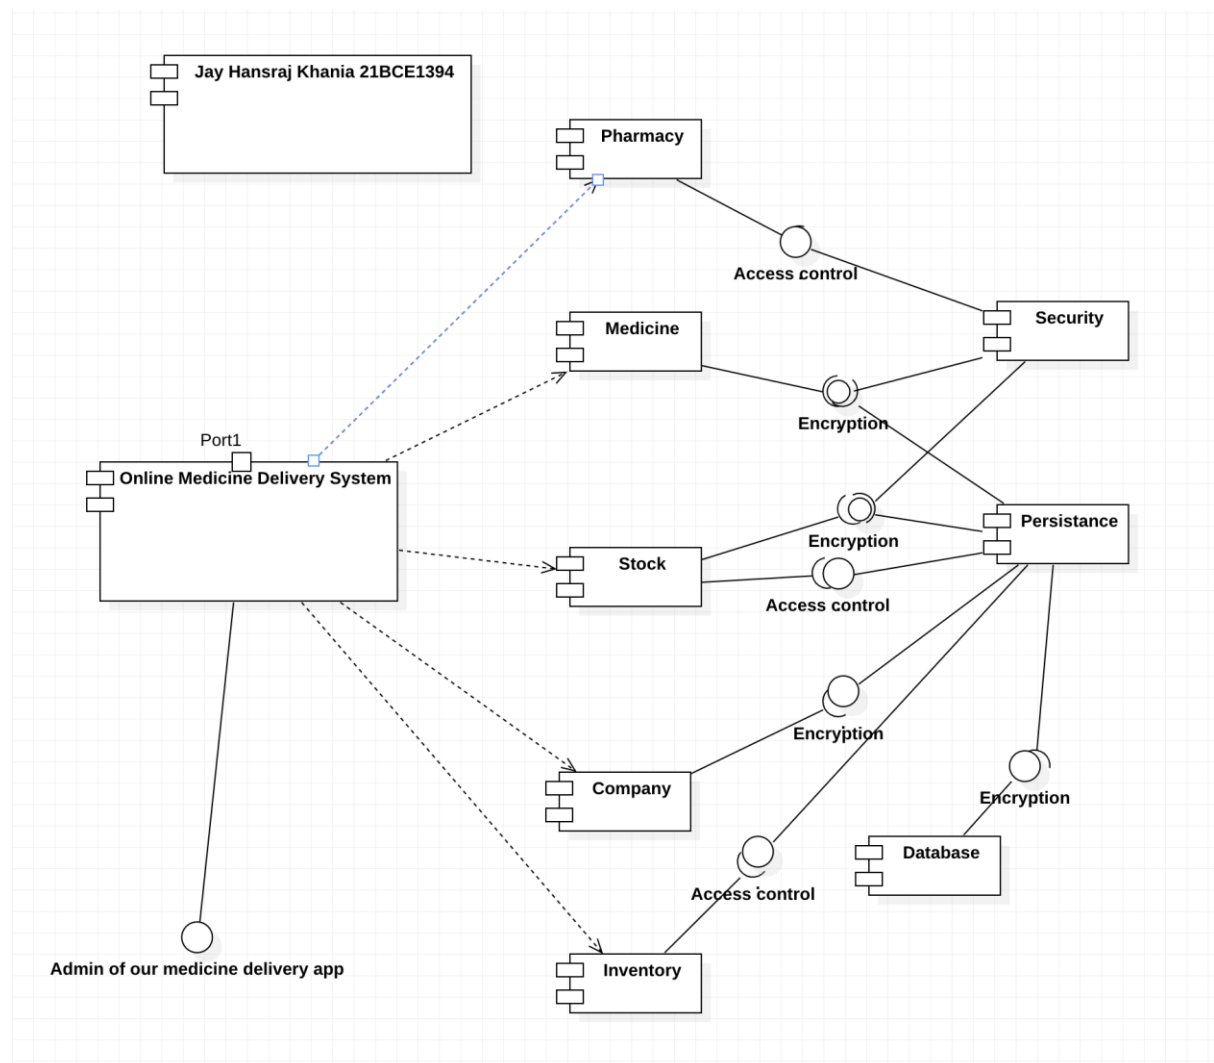 Jay Hansraj Khania 21BCE1394
Pharmacy
Access control
Security
Medicine
Encryption
Port1
Online Medicine Delivery System
Persistance
Encryption
Stock
Access control
Encryption
Company
Encryption
Database
Access control
Inventory
Admin of our medicine delivery app